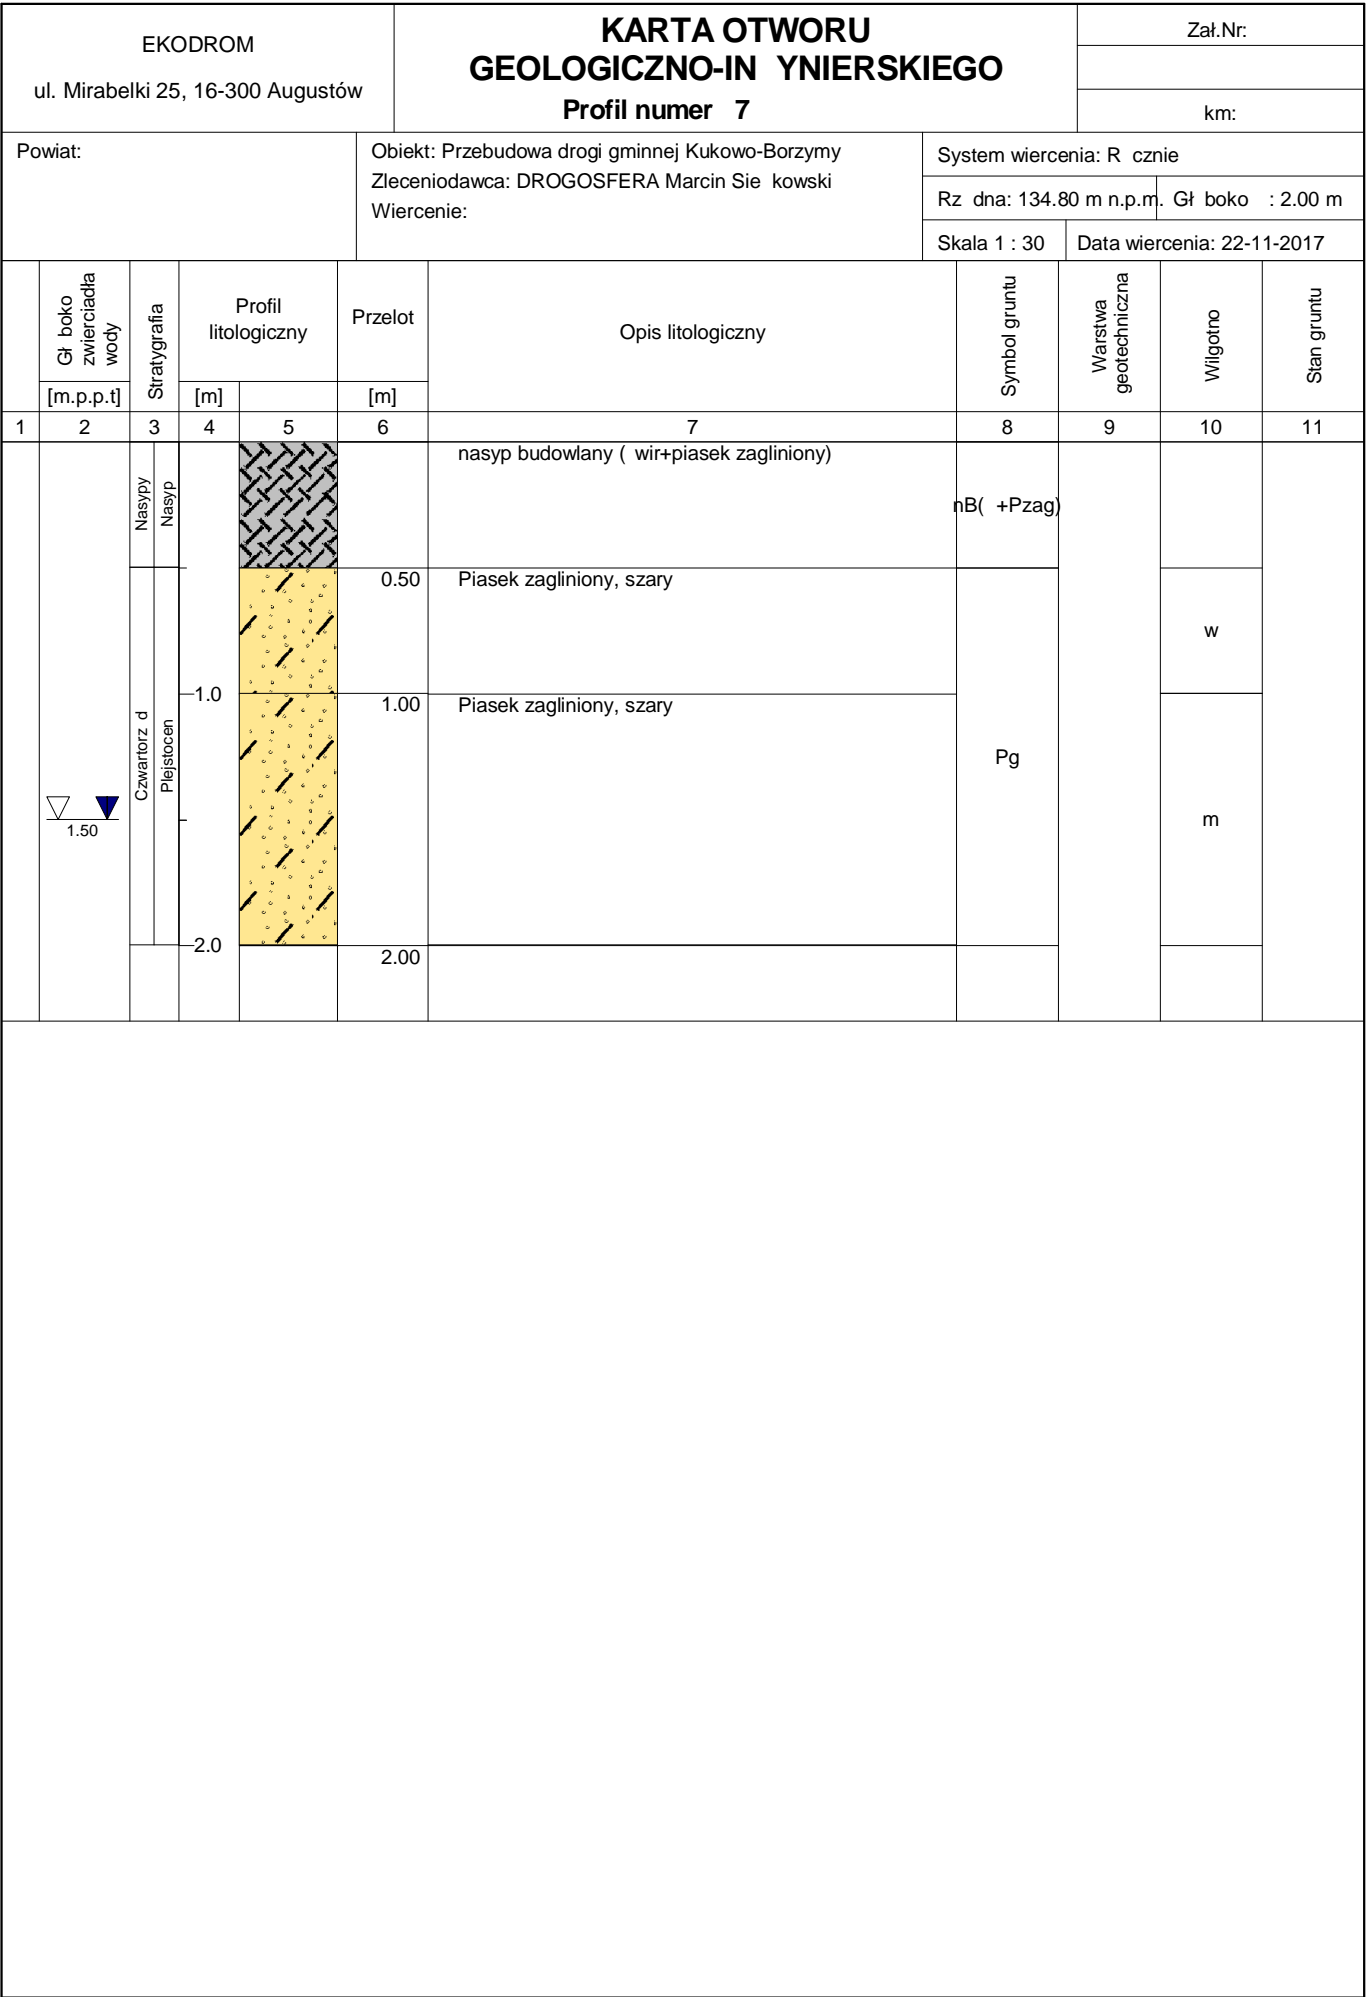 EKODROM
ul. Mirabelki 25, 16-300 Augustów
KARTA OTWORU
GEOLOGICZNO-IN YNIERSKIEGO
Profil numer 7
Zał.Nr:
km:
Powiat:
Obiekt: Przebudowa drogi gminnej Kukowo-Borzymy
Zleceniodawca: DROGOSFERA Marcin Sie kowski
Wiercenie:
System wiercenia: R cznie
Rz dna: 134.80 m n.p.m. Gł boko : 2.00 m
Skala 1 : 30 Data wiercenia: 22-11-2017
Gł boko
zwierciadła
wody
[m.p.p.t]
Stratygrafia
Profil
litologiczny
[m]
Przelot
[m]
Opis litologiczny
Symbol gruntu
Warstwa
geotechniczna
Wilgotno
Stan gruntu
1 2 3 4 5 6 7 8 9 10 11
Nasypy
Nasyp
nasyp budowlany ( wir+piasek zagliniony)
nB( +Pzag)
0.50 Piasek zagliniony, szary
w
1.0
1.00 Piasek zagliniony, szary
Czwartorz d
Plejstocen
Pg
1.50
m
2.0
2.00